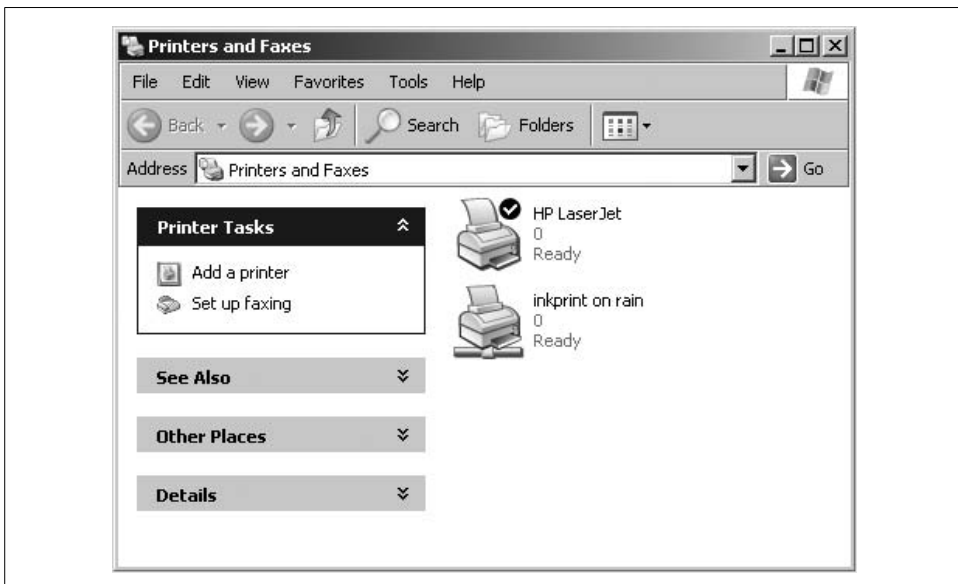 Printers and Faxes
File Edit View Favorites Tools Help
Back Search Folders
Address Printers and Faxes Go
Printer Tasks
Add a printer
Set up faxing
See Also
Other Places
Details
HP LaserJet
0
Ready
inkprint on rain
0
Ready